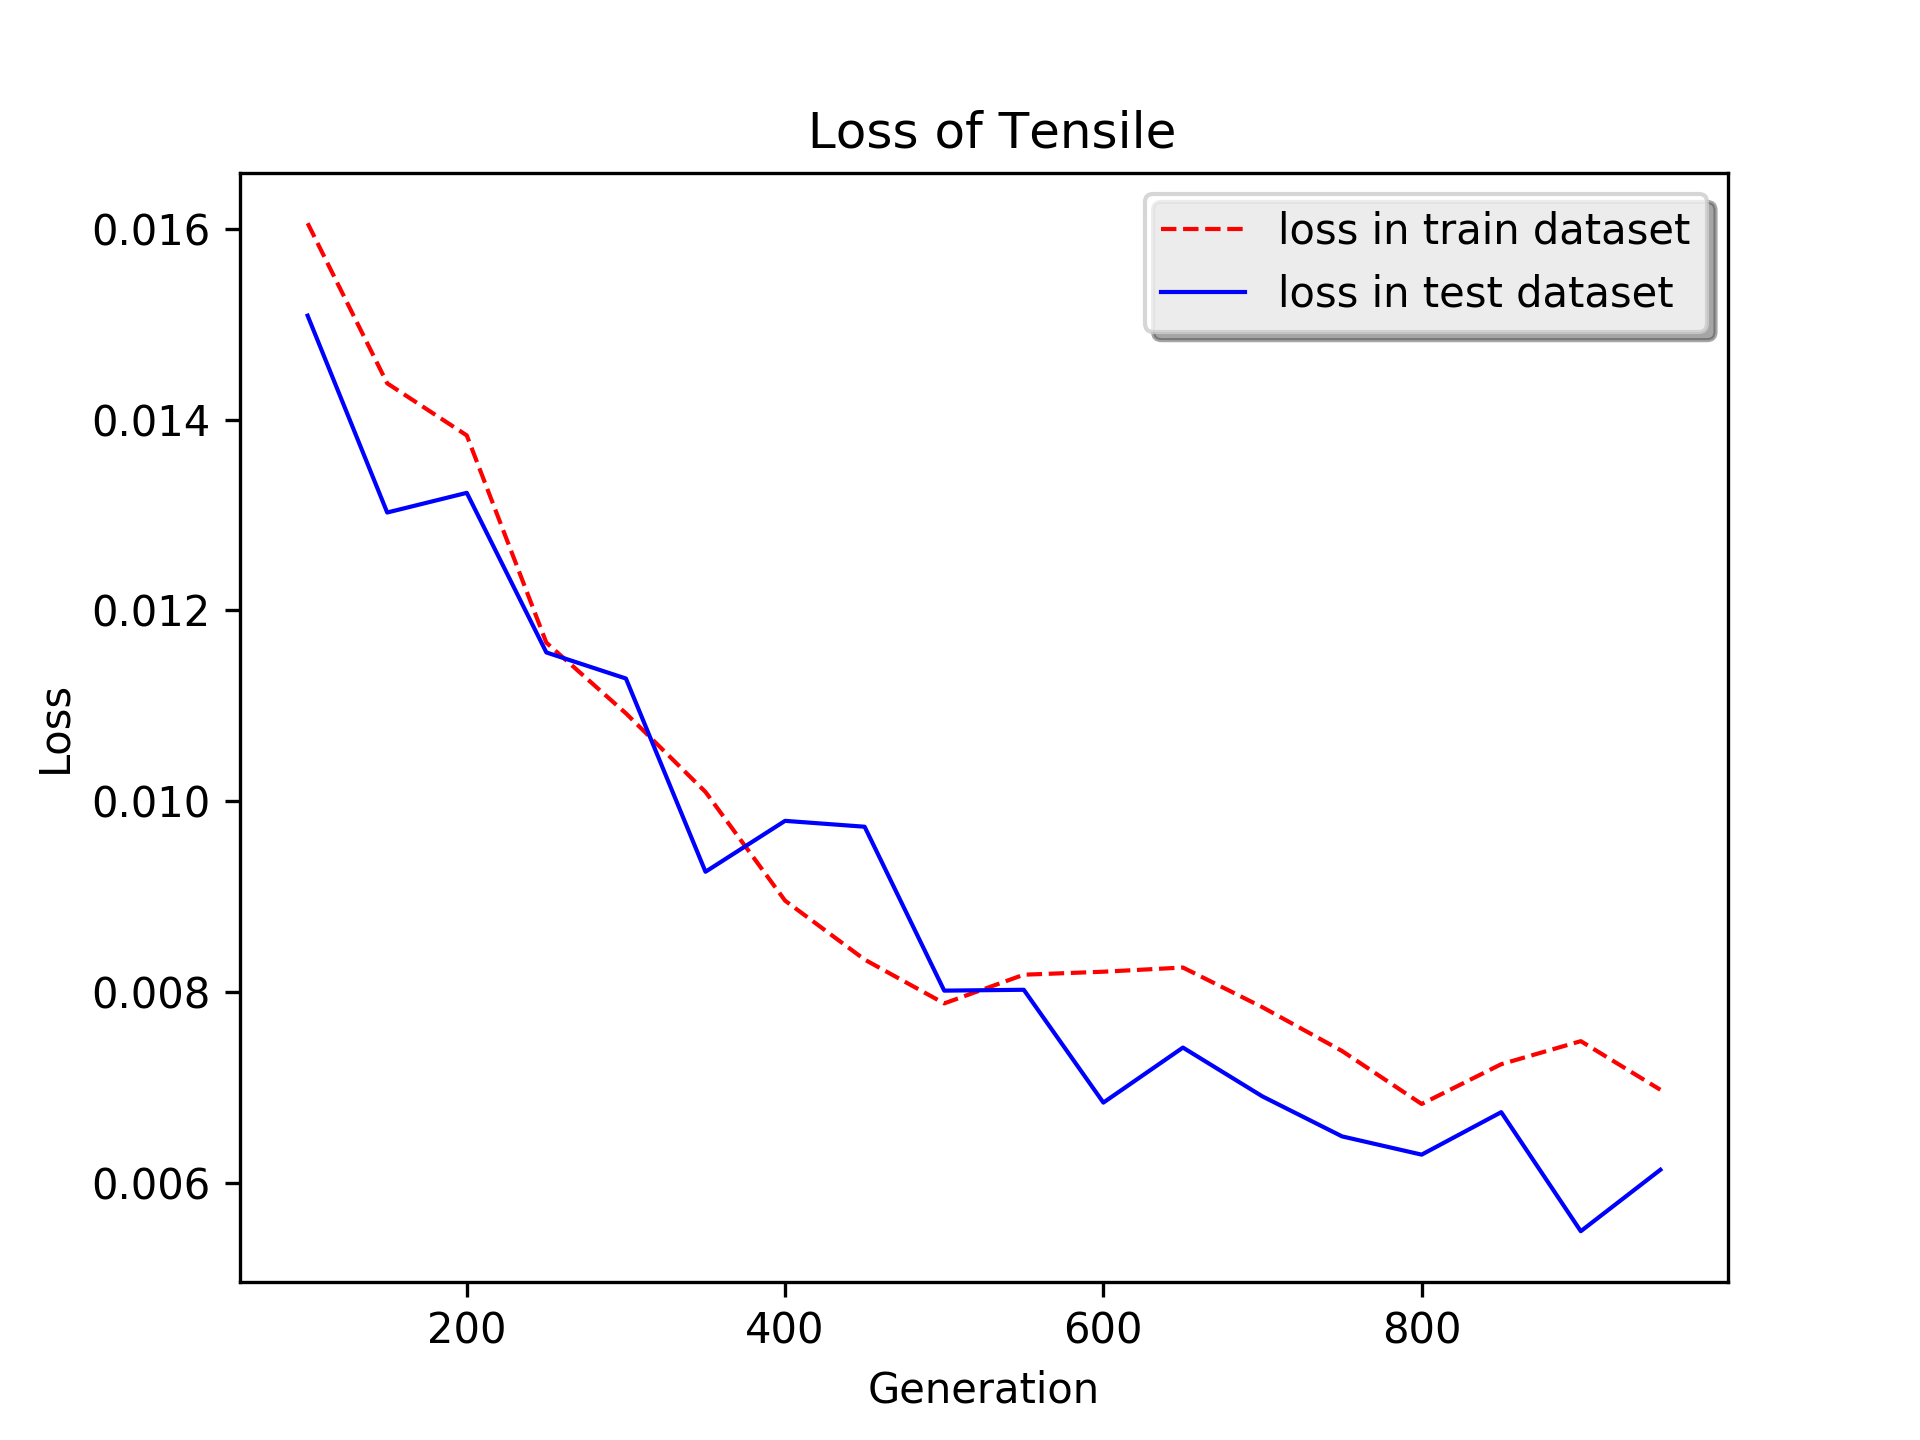 Loss of Tensile
loss in train dataset
loss in test dataset
0.016
0.014
0.012
0.010
0.008
0.006
Loss
200 400 600 800
Generation